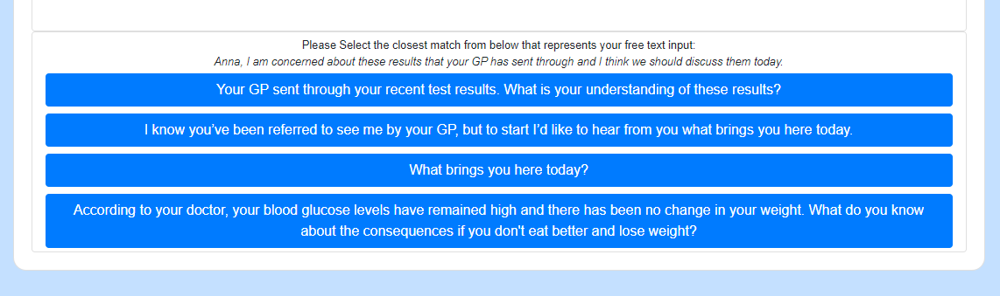 Please Select the closest match from below that represents your free text input:
Anna, I am concerned about these results that your GP has sent through and I think we should discuss them today.
Your GP sent through your recent test results. What is your understanding of these results?
I know you've been referred to see me by your GP, but to start I'd like to hear from you what brings you here today.
What brings you here today?
According to your doctor, your blood glucose levels have remained high and there has been no change in your weight. What do you know
about the consequences if you don't eat better and lose weight?